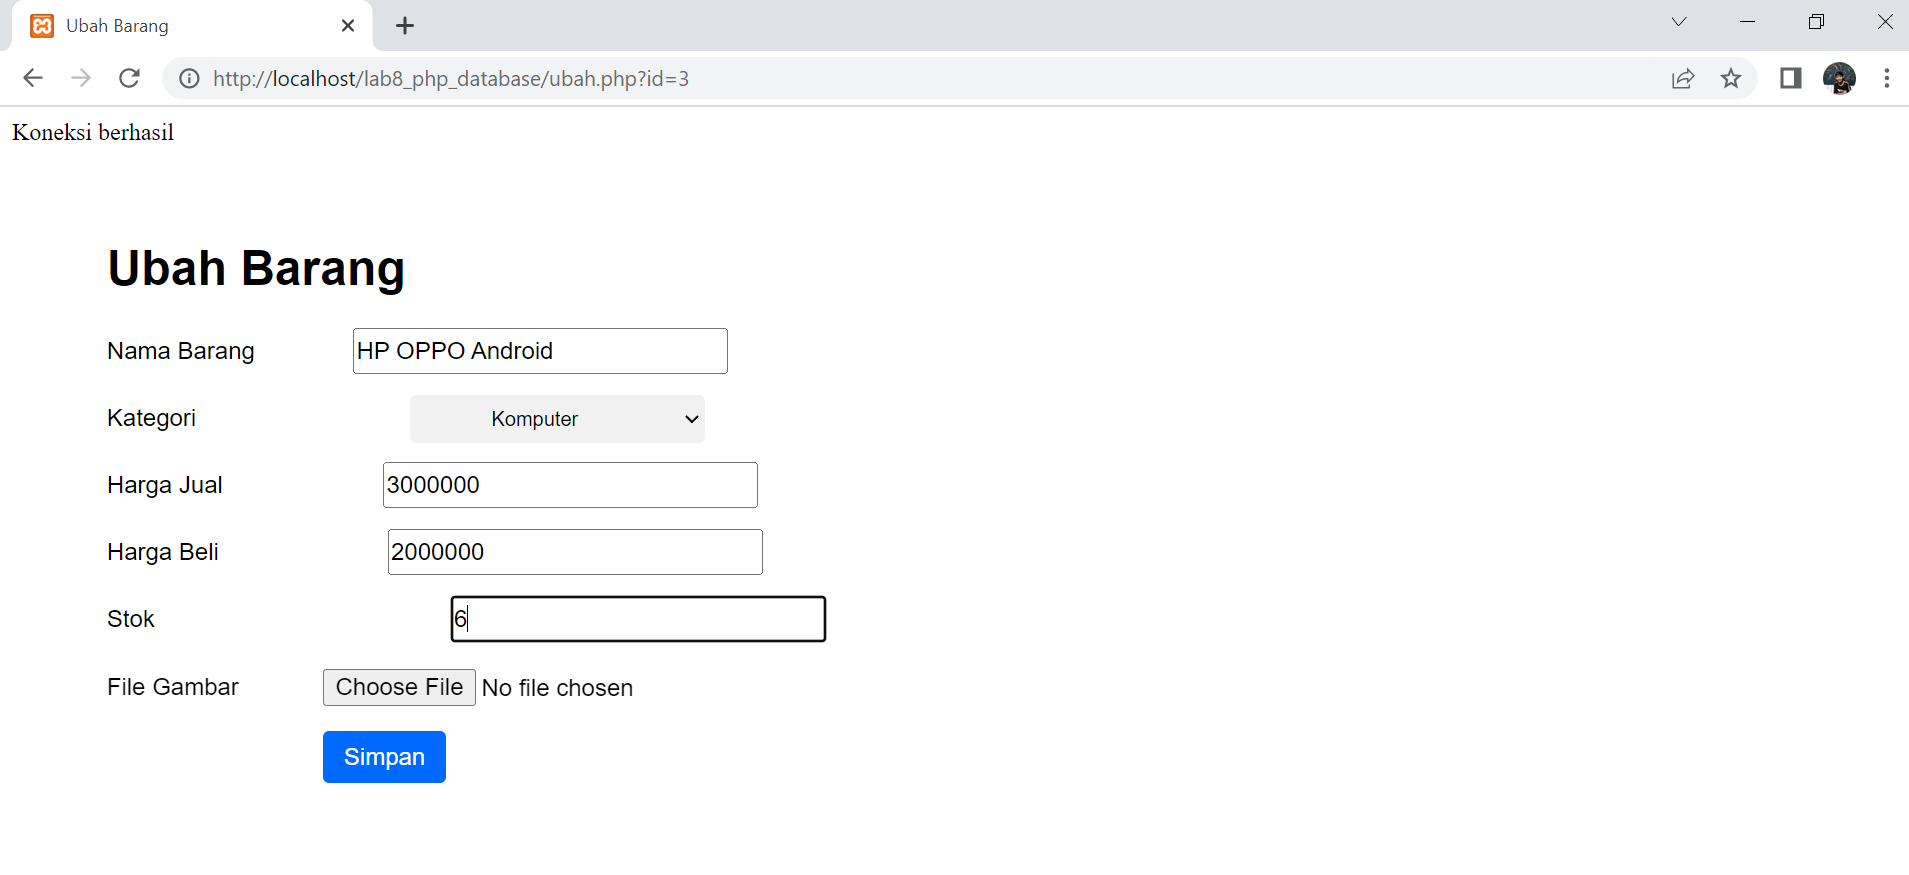 Ubah Barang
http://localhost/lab8_php_database/ubah.php?id=3
Koneksi berhasil
Ubah Barang
Nama Barang HP OPPO Android
Kategori Komputer
Harga Jual 3000000
Harga Beli 2000000
Stok 6
File Gambar Choose File No file chosen
Simpan